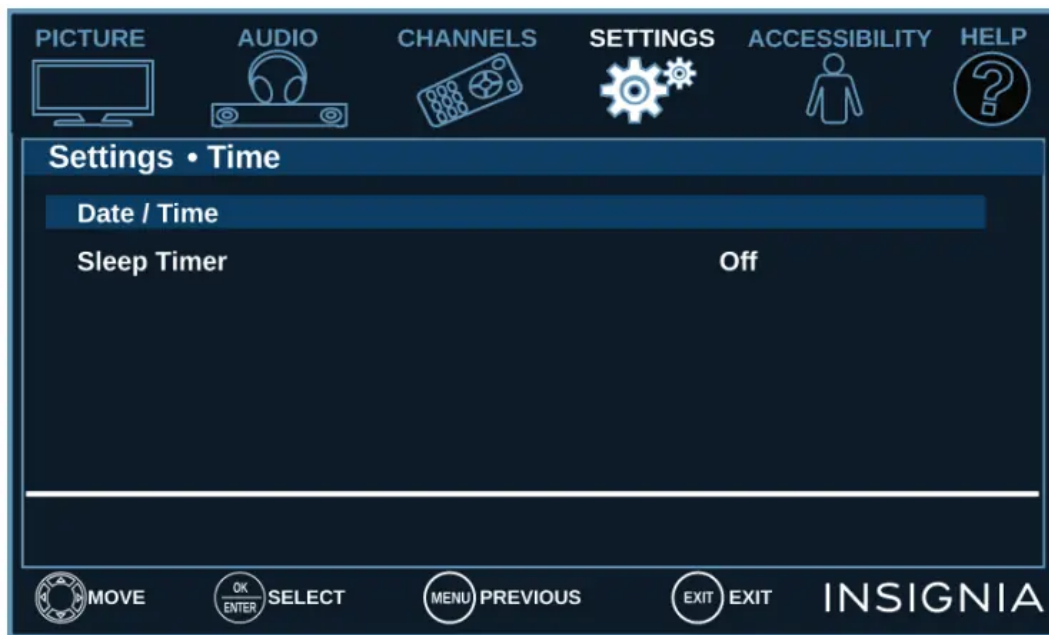 PICTURE AUDIO CHANNELS SETTINGS ACCESSIBILITY HELP
?
Settings • Time
Date / Time
Sleep Timer Off
MOVE OK ENTER SELECT MENU PREVIOUS EXIT EXIT INSIGNIA